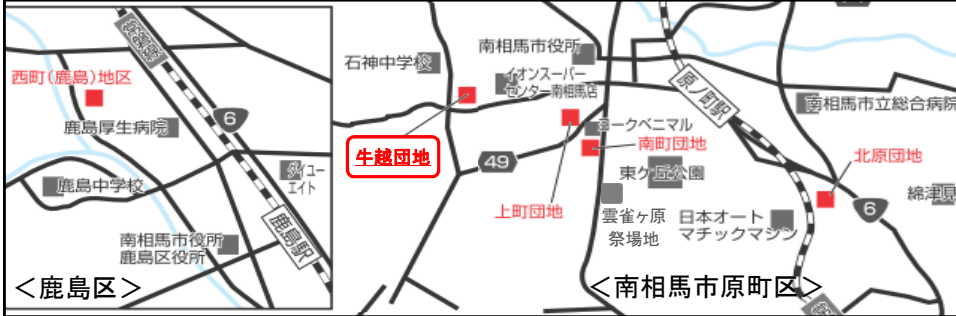 常磐線
西町(鹿島)地区
6
鹿島厚生病院
ダイユー
エイト
鹿島中学校
鹿島駅
南相馬市役所
鹿島区役所
<鹿島区>
石神中学校
南相馬市役所
イオンスーパー
センター南相馬店
原ノ町駅
南相馬市立総合病院
牛越団地
ヨークベニマル
南町団地
49
上町団地
東ケ丘公園
北原団地
雲雀ヶ原
祭場地
日本オート
マチックマシン
6
<南相馬市原町区>